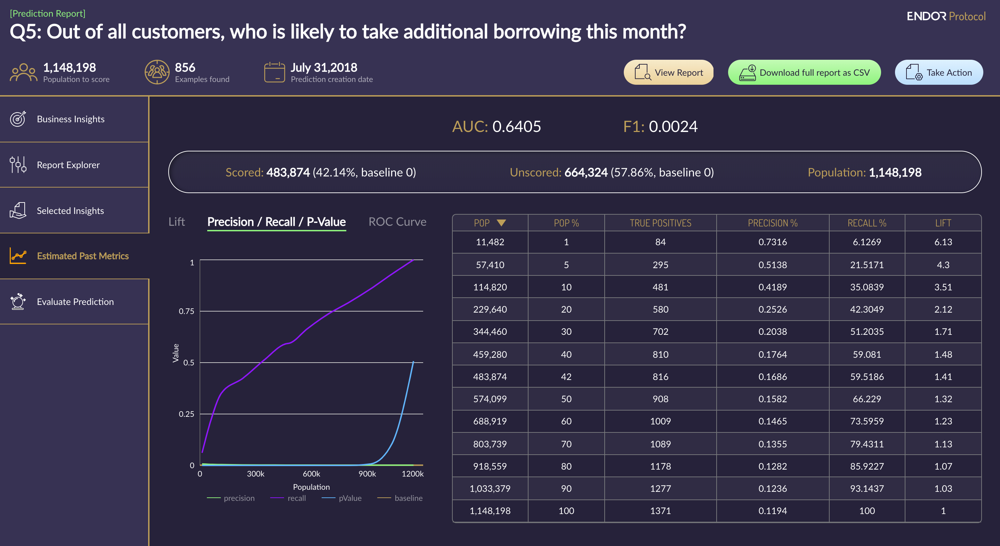 [Prediction Report]
ENDOR Protocol
Q5: Out of all customers, who is likely to take additional borrowing this month?
1,148,198
Population to score
856
Examples found
July 31,2018
Prediction creation date
View Report
Download full report as CSV
Take Action
Business Insights
Report Explorer
Selected Insights
Estimated Past Metrics
Evaluate Prediction
AUC: 0.6405 F1: 0.0024
Scored: 483,874 (42.14%, baseline 0) Unscored: 664,324 (57.86%, baseline 0) Population: 1,148,198
Lift Precision / Recall / P-Value ROC Curve
1
0.75
0.5
0.25
0
Value
0 300k 600k 900k 1200k
Population
precision recall pValue baseline
POP POP % TRUE POSITIVES PRECISION % RECALL % LIFT
11,482 1 84 0.7316 6.1269 6.13
57,410 5 295 0.5138 21.5171 4.3
114,820 10 481 0.4189 35.0839 3.51
229,640 20 580 0.2526 42.3049 2.12
344,460 30 702 0.2038 51.2035 1.71
459,280 40 810 0.1764 59.081 1.48
483,874 42 816 0.1686 59.5186 1.41
574,099 50 908 0.1582 66.229 1.32
688,919 60 1009 0.1465 73.5959 1.23
803,739 70 1089 0.1355 79.4311 1.13
918,559 80 1178 0.1282 85.9227 1.07
1,033,379 90 1277 0.1236 93.1437 1.03
1,148,198 100 1371 0.1194 100 1